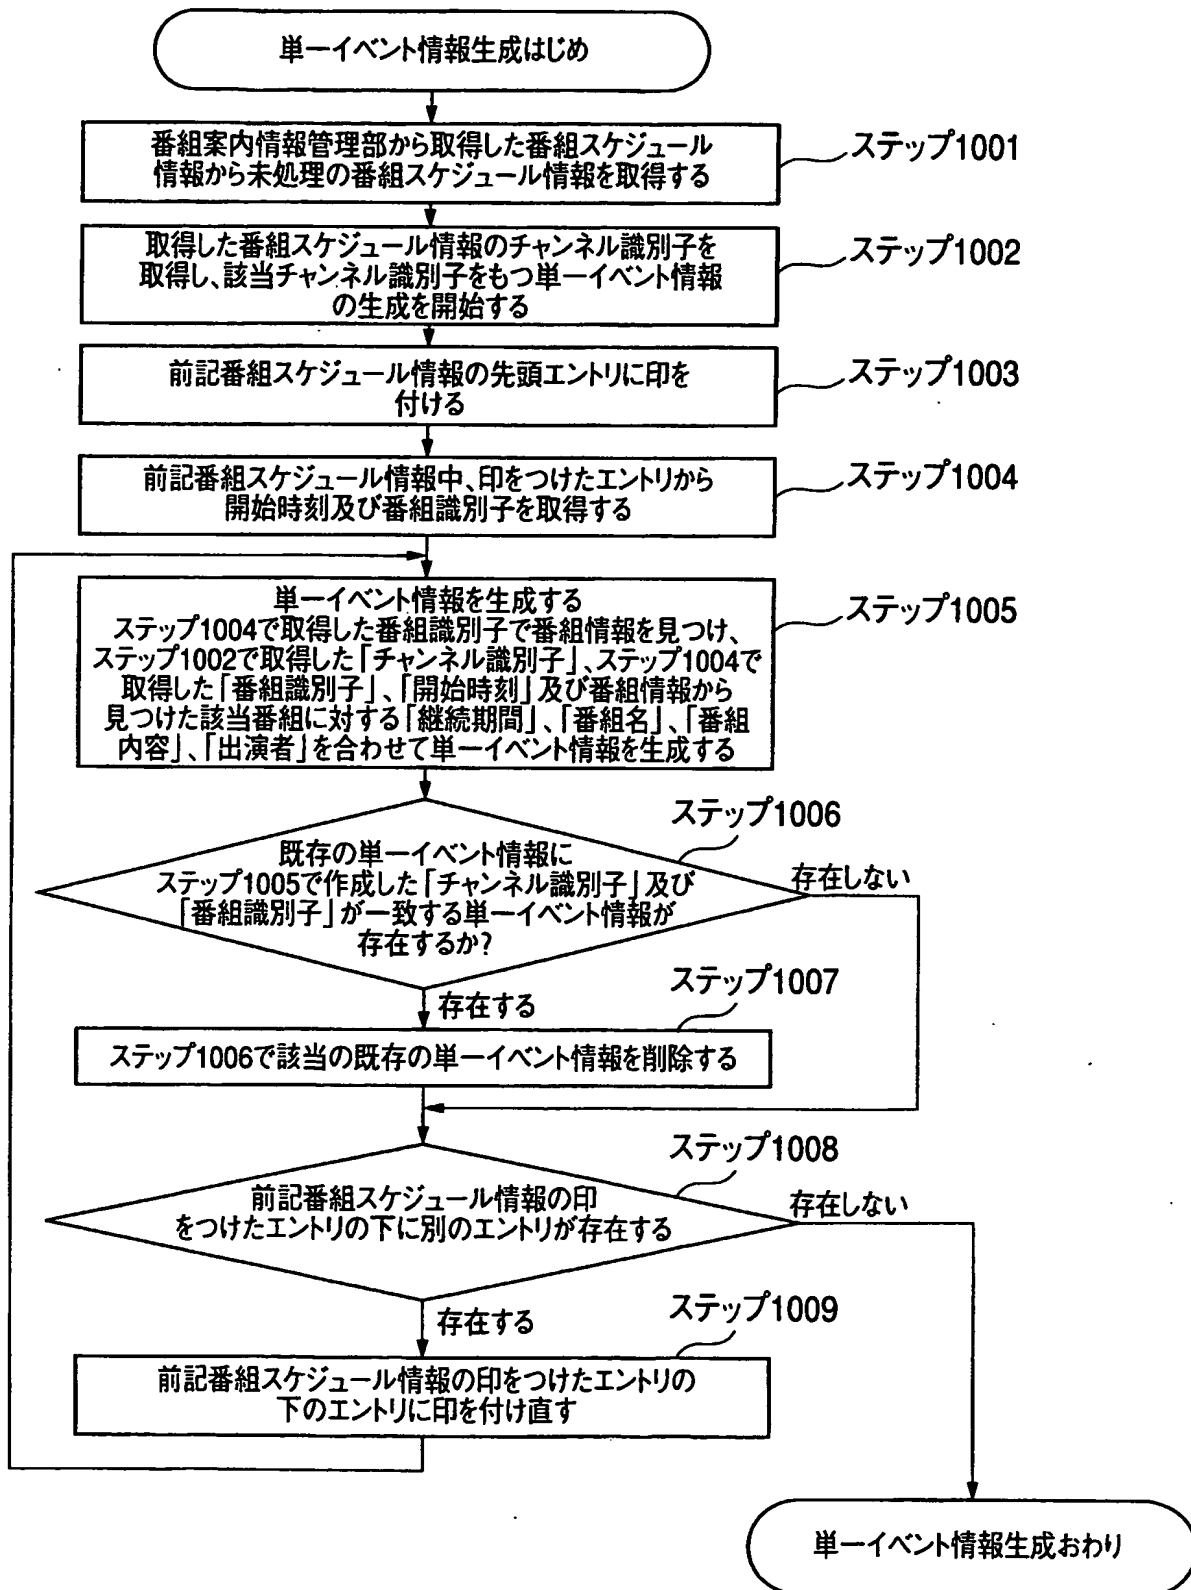 単一イベント情報生成はじめ
番組案内情報管理部から取得した番組スケジュール
情報から未処理の番組スケジュール情報を取得する
ステップ1001
取得した番組スケジュール情報のチャンネル識別子を
取得し、該当チャンネル識別子をもつ単一イベント情報
の生成を開始する
ステップ1002
前記番組スケジュール情報の先頭エントリに印を
付ける
ステップ1003
前記番組スケジュール情報中、印をつけたエントリから
開始時刻及び番組識別子を取得する
ステップ1004
単一イベント情報を生成する
ステップ1004で取得した番組識別子で番組情報を見つけ、
ステップ1002で取得した「チャンネル識別子」、ステップ1004で
取得した「番組識別子」、「開始時刻」及び番組情報から
見つけた該当番組に対する「継続期間」、「番組名」、「番組
内容」、「出演者」を合わせて単一イベント情報を生成する
ステップ1005
ステップ1006
既存の単一イベント情報に
ステップ1005で作成した「チャンネル識別子」及び
「番組識別子」が一致する単一イベント情報が
存在するか?
存在しない
存在する
ステップ1007
ステップ1006で該当の既存の単一イベント情報を削除する
ステップ1008
前記番組スケジュール情報の印
をつけたエントリの下に別のエントリが存在する
存在しない
存在する
ステップ1009
前記番組スケジュール情報の印をつけたエントリの
下のエントリに印を付け直す
単一イベント情報生成おわり